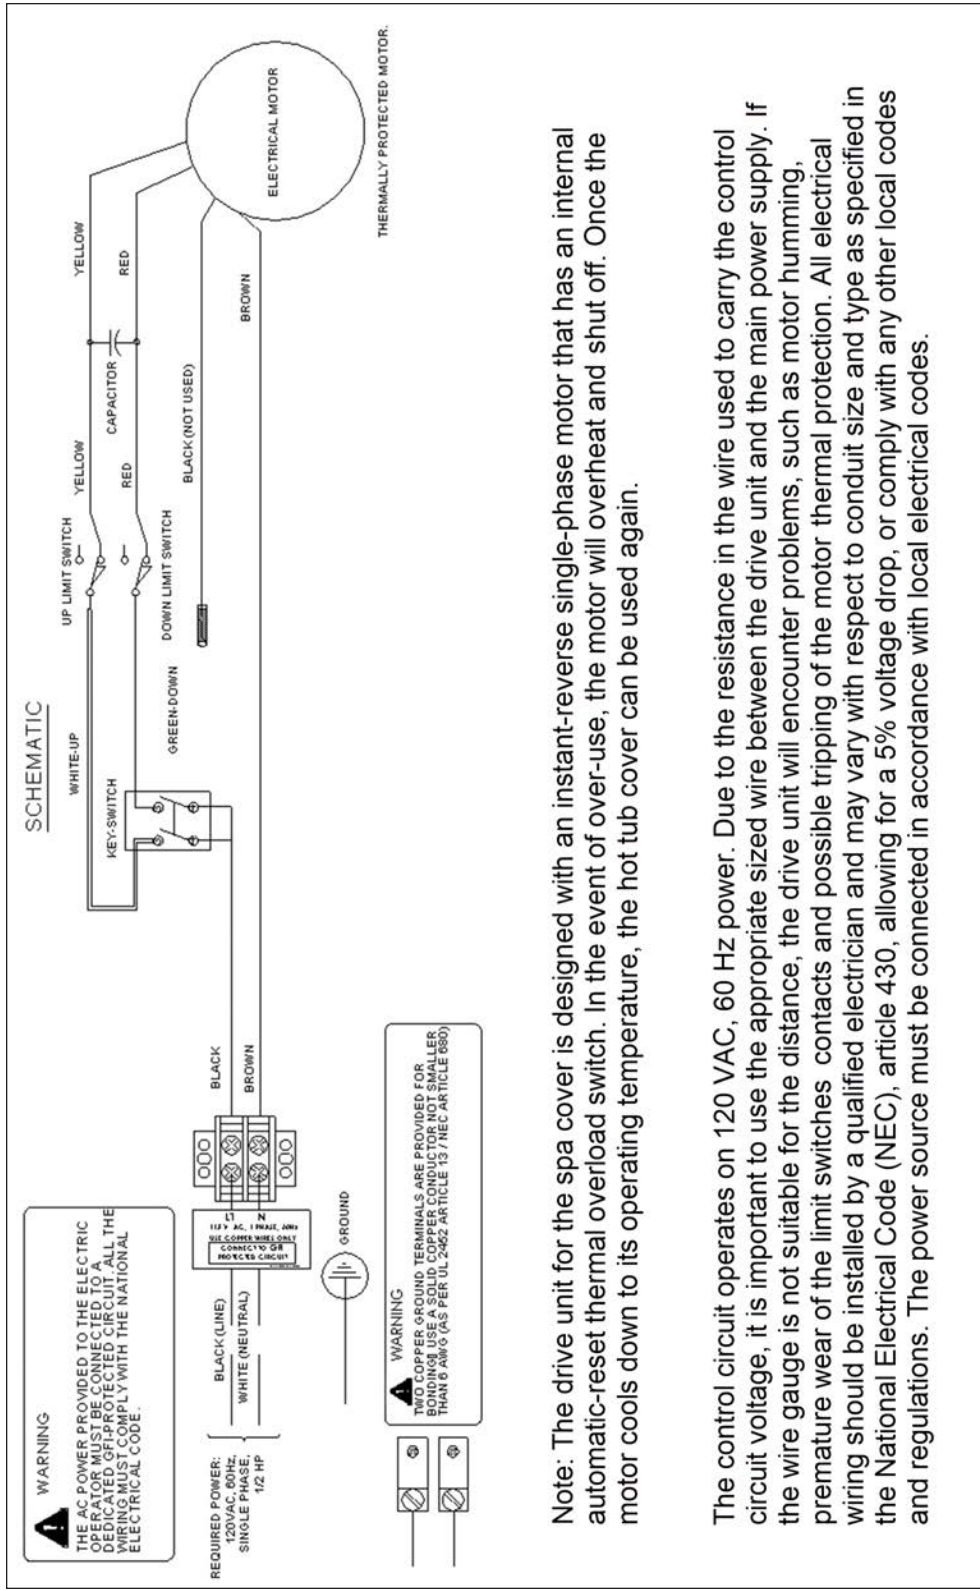 SCHEMATIC
WARNING
THE AC POWER PROVIDED TO THE ELECTRIC
OPERATOR MUST BE CONNECTED TO A
DEDICATED GFI-PROTECTED CIRCUIT. ALL THE
WIRING MUST COMPLY WITH THE NATIONAL
ELECTRICAL CODE.
REQUIRED POWER:
120VAC, 60Hz,
SINGLE PHASE,
1/2 HP
BLACK (LINE)
WHITE (NEUTRAL)
L1
N
115V AC, 1 PHASE, 60Hz
USE COPPER WIRES ONLY
CONNECT TO GFI
PROTECTED CIRCUIT
GROUND
BLACK
BROWN
WARNING
TWO COPPER GROUND TERMINALS ARE PROVIDED FOR
BONDING. USE A SOLID COPPER CONDUCTOR NOT SMALLER
THAN 6 AWG (AS PER UL 2452 ARTICLE 13 / NEC ARTICLE 680)
WHITE-UP
KEY-SWITCH
GREEN-DOWN
UP LIMIT SWITCH
DOWN LIMIT SWITCH
YELLOW
RED
CAPACITOR
YELLOW
RED
BLACK (NOT USED)
BROWN
ELECTRICAL MOTOR
THERMALLY PROTECTED MOTOR.
Note: The drive unit for the spa cover is designed with an instant-reverse single-phase motor that has an internal
automatic-reset thermal overload switch. In the event of over-use, the motor will overheat and shut off. Once the
motor cools down to its operating temperature, the hot tub cover can be used again.
The control circuit operates on 120 VAC, 60 Hz power. Due to the resistance in the wire used to carry the control
circuit voltage, it is important to use the appropriate sized wire between the drive unit and the main power supply. If
the wire gauge is not suitable for the distance, the drive unit will encounter problems, such as motor humming,
premature wear of the limit switches contacts and possible tripping of the motor thermal protection. All electrical
wiring should be installed by a qualified electrician and may vary with respect to conduit size and type as specified in
the National Electrical Code (NEC), article 430, allowing for a 5% voltage drop, or comply with any other local codes
and regulations. The power source must be connected in accordance with local electrical codes.